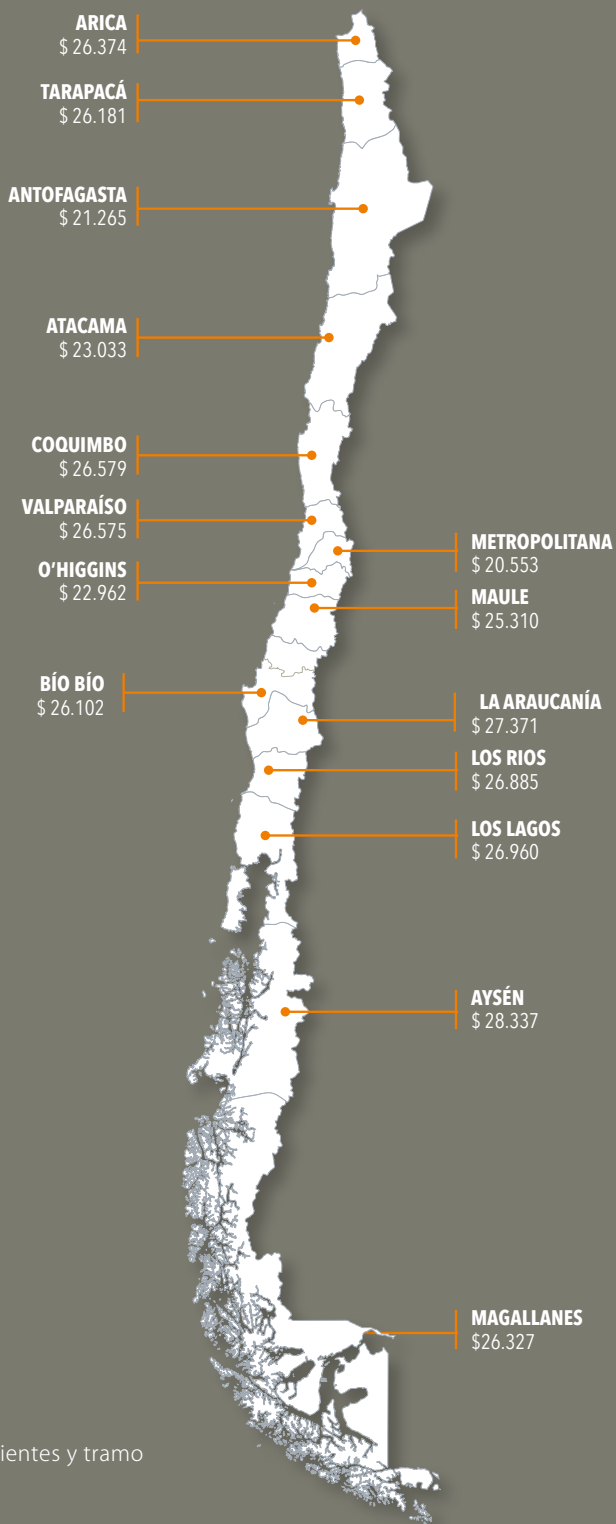 ARICA
$ 26.374
TARAPACÁ
$ 26.181
ANTOFAGASTA
$ 21.265
ATACAMA
$ 23.033
COQUIMBO
$ 26.579
VALPARAÍSO
$ 26.575
METROPOLITANA
$ 20.553
O'HIGGINS
$ 22.962
MAULE
$ 25.310
BÍO BÍO
$ 26.102
LA ARAUCANÍA
$ 27.371
LOS RIOS
$ 26.885
LOS LAGOS
$ 26.960
AYSÉN
$ 28.337
MAGALLANES
$26.327
ientes y tramo